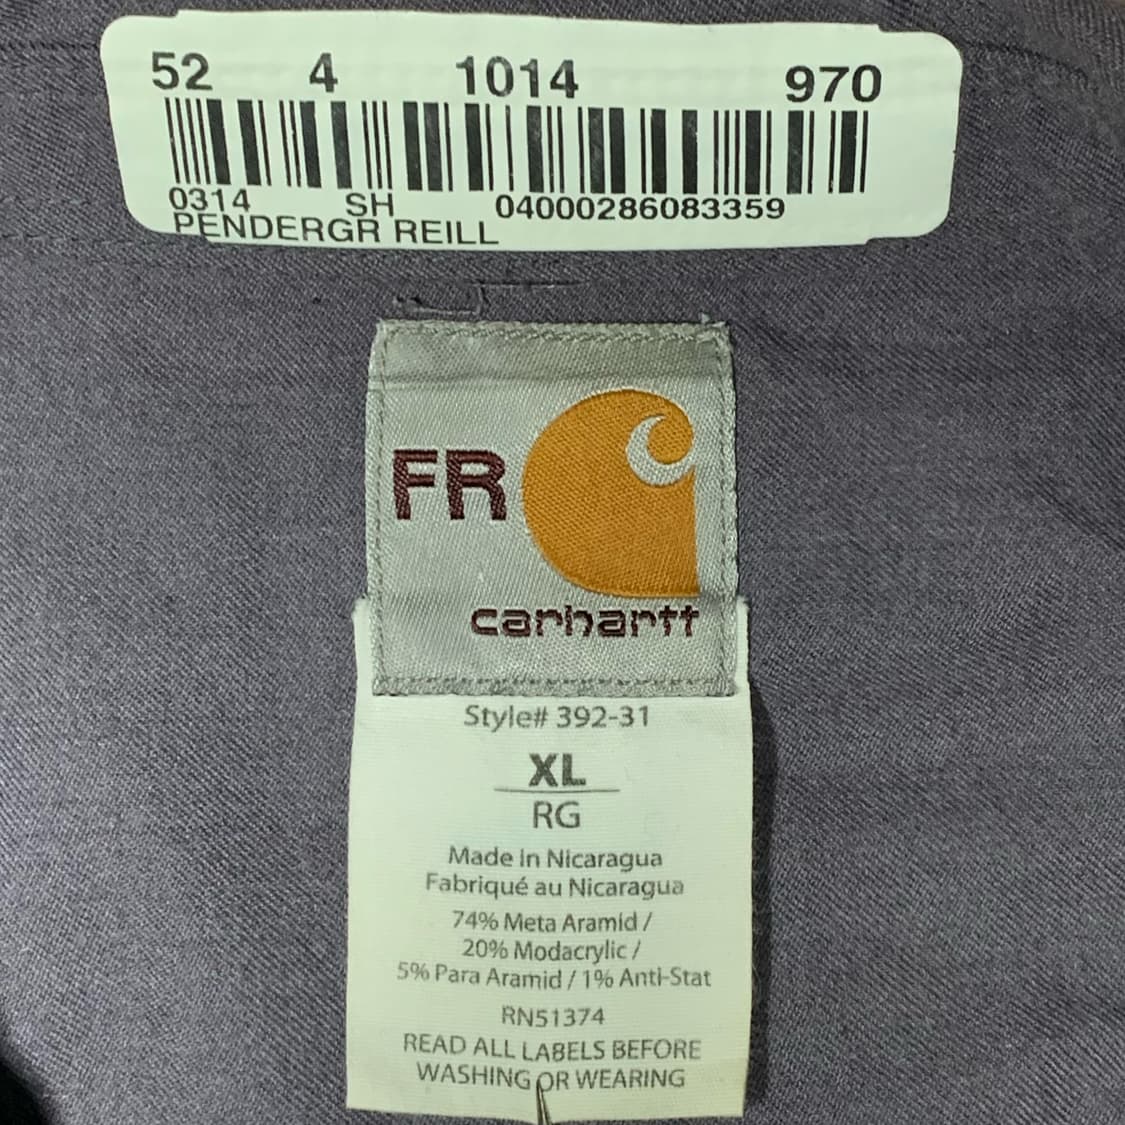 52 4 1014 970
0314 SH 04000286083359
PENDERGR REILL
FR
carhartt
Style# 392-31
XL
RG
Made in Nicaragua
Fabriqué au Nicaragua
74% Meta Aramid /
20% Modacrylic /
5% Para Aramid / 1% Anti-Stat
RN51374
READ ALL LABELS BEFORE
WASHING OR WEARING